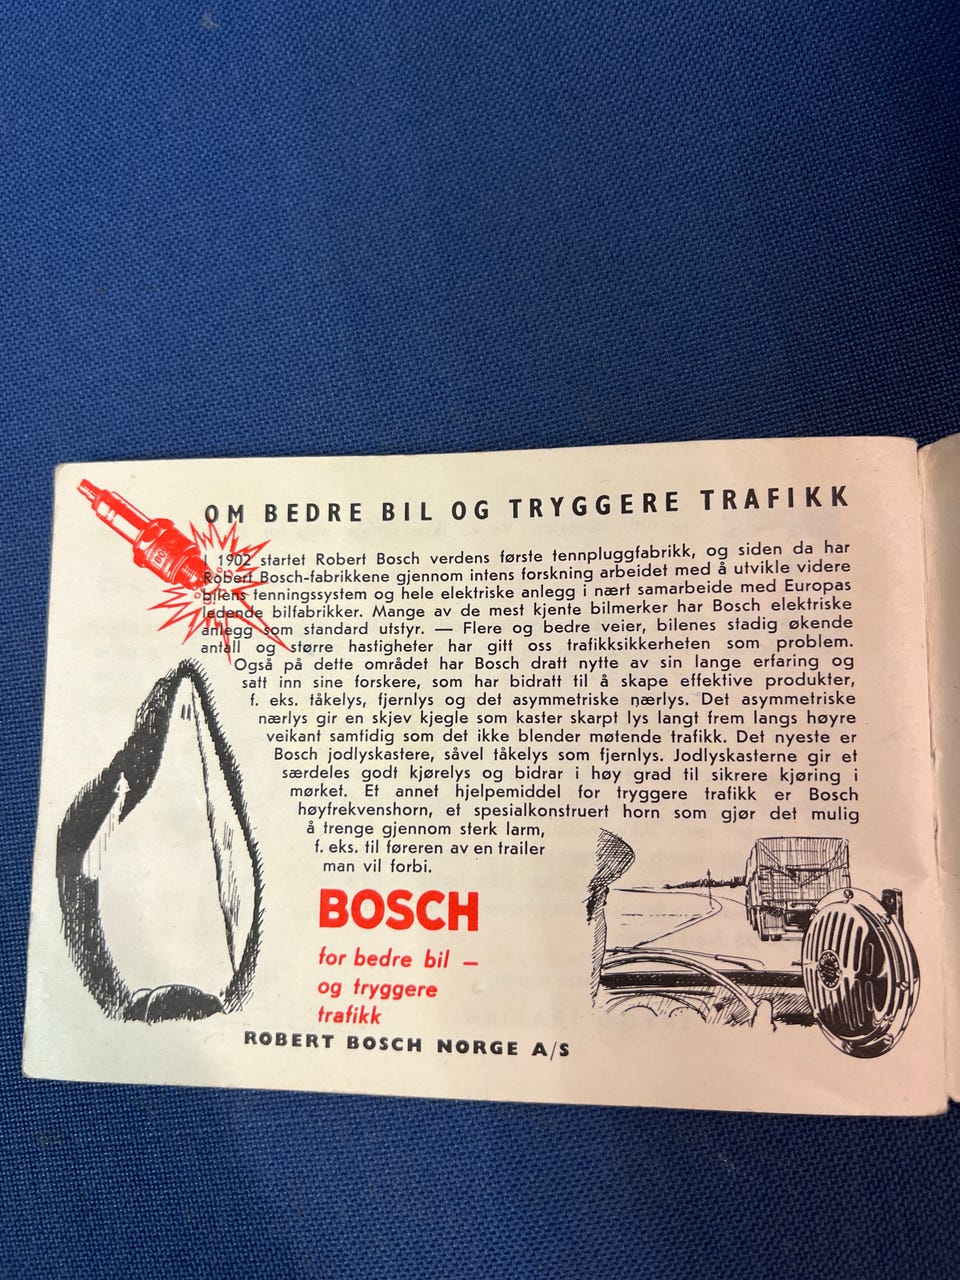 OM BEDRE BIL OG TRYGGERE TRAFIKK
I 1902 startet Robert Bosch verdens første tennpluggfabrikk, og siden da har
Robert Bosch-fabrikkene gjennom intens forskning arbeidet med å utvikle videre
bilens tenningssystem og hele elektriske anlegg i nært samarbeide med Europas
ledende bilfabrikker. Mange av de mest kjente bilmerker har Bosch elektriske
anlegg som standard utstyr. — Flere og bedre veier, bilenes stadig økende
antall og større hastigheter har gitt oss trafikksikkerheten som problem.
Også på dette området har Bosch dratt nytte av sin lange erfaring og
satt inn sine forskere, som har bidratt til å skape effektive produkter,
f. eks. tåkelys, fjernlys og det asymmetriske nærlys. Det asymmetriske
nærlys gir en skjev kjegle som kaster skarpt lys langt frem langs høyre
veikant samtidig som det ikke blender møtende trafikk. Det nyeste er
Bosch jodlyskastere, såvel tåkelys som fjernlys. Jodlyskasterne gir et
særdeles godt kjørelys og bidrar i høy grad til sikrere kjøring i
mørket. Et annet hjelpemiddel for tryggere trafikk er Bosch
høyfrekvenshorn, et spesialkonstruert horn som gjør det mulig
å trenge gjennom sterk larm,
f. eks. til føreren av en trailer
man vil forbi.
BOSCH
for bedre bil —
og tryggere
trafikk
ROBERT BOSCH NORGE A/S